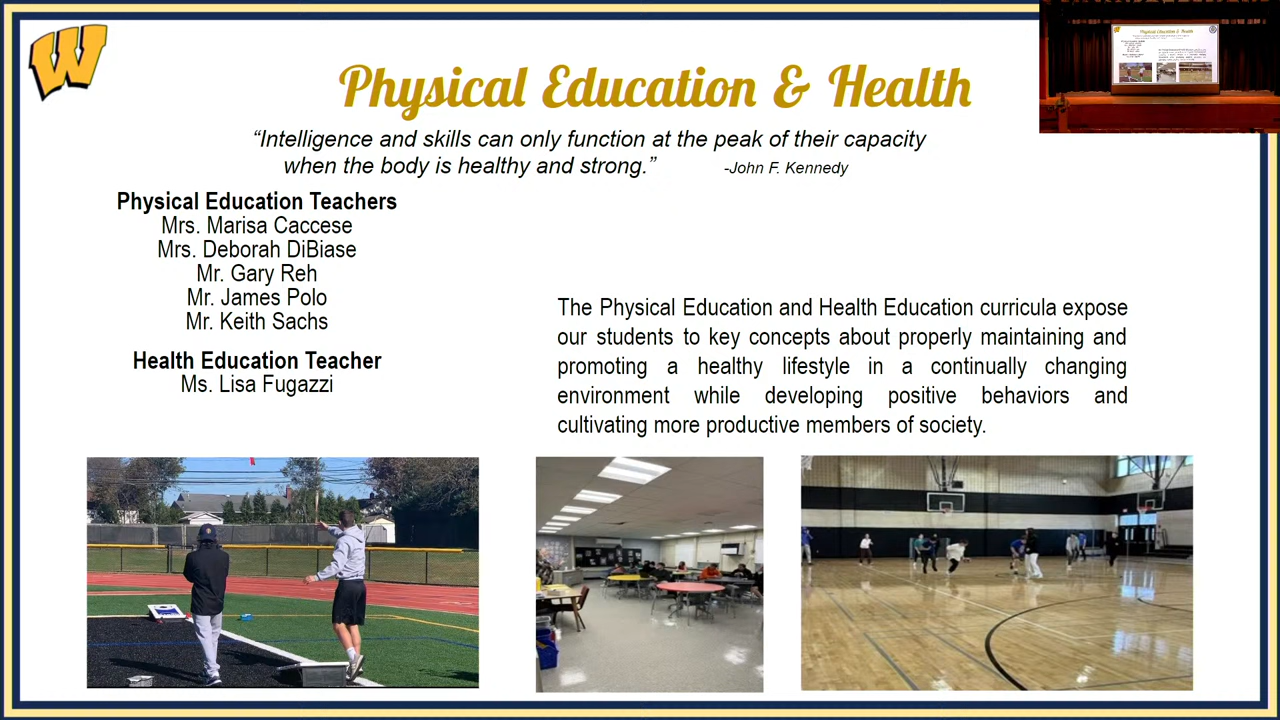 W
Physical Education & Health
“Intelligence and skills can only function at the peak of their capacity
when the body is healthy and strong.” -John F. Kennedy
Physical Education Teachers
Mrs. Marisa Caccese
Mrs. Deborah DiBiase
Mr. Gary Reh
Mr. James Polo
Mr. Keith Sachs
Health Education Teacher
Ms. Lisa Fugazzi
The Physical Education and Health Education curricula expose
our students to key concepts about properly maintaining and
promoting a healthy lifestyle in a continually changing
environment while developing positive behaviors and
cultivating more productive members of society.
Physical Education & Health